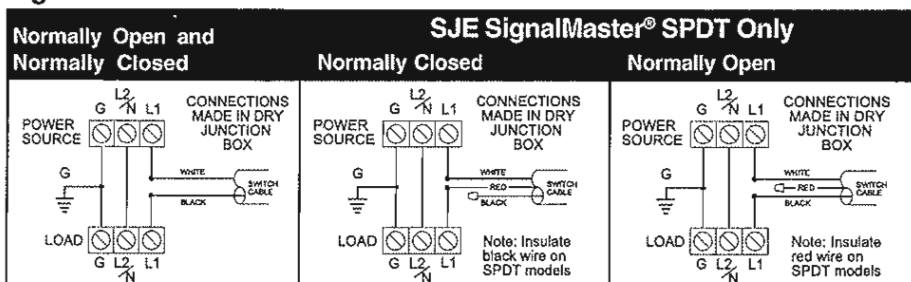 SJE SignalMaster® SPDT Only
Normally Open and
Normally Closed
Normally Closed
Normally Open
L2/N
G L1
POWER
SOURCE
CONNECTIONS
MADE IN DRY
JUNCTION
BOX
G
WHITE
BLACK
SWITCH
CABLE
LOAD
G L2/N L1
L2/N
G L1
POWER
SOURCE
CONNECTIONS
MADE IN DRY
JUNCTION
BOX
G
WHITE
RED
BLACK
SWITCH
CABLE
LOAD
G L2/N L1
Note: Insulate
black wire on
SPDT models
L2/N
G L1
POWER
SOURCE
CONNECTIONS
MADE IN DRY
JUNCTION
BOX
G
WHITE
RED
BLACK
SWITCH
CABLE
LOAD
G L2/N L1
Note: Insulate
red wire on
SPDT models